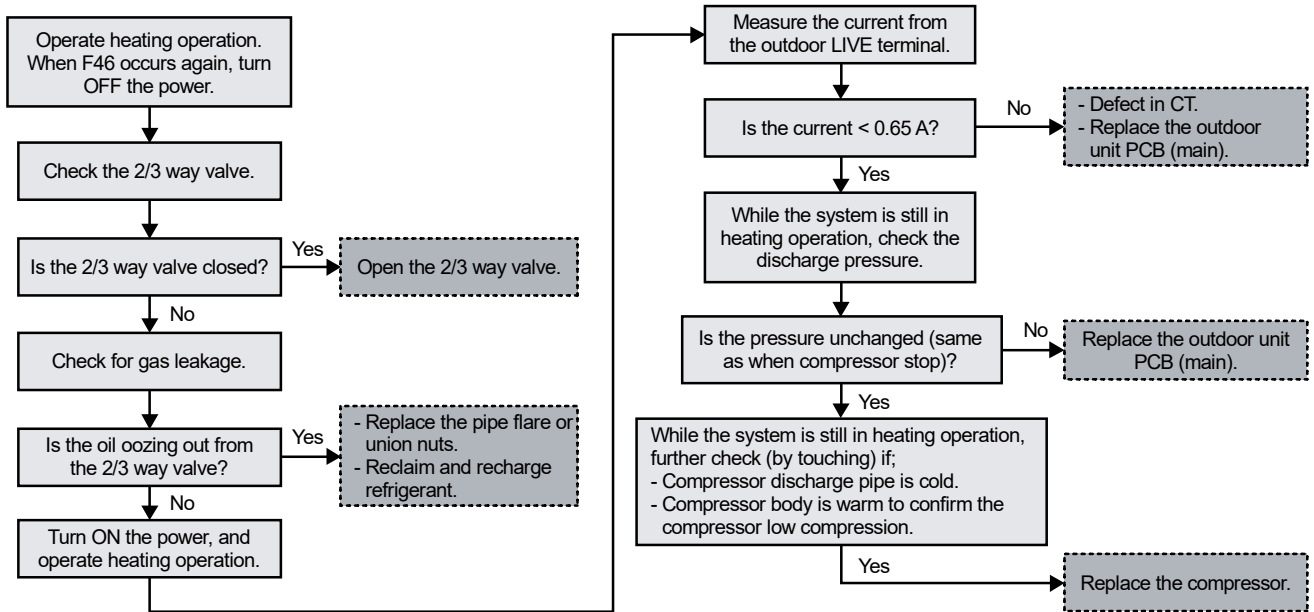 Operate heating operation.
When F46 occurs again, turn
OFF the power.
Check the 2/3 way valve.
Is the 2/3 way valve closed?
Yes
Open the 2/3 way valve.
No
Check for gas leakage.
Is the oil oozing out from
the 2/3 way valve?
Yes
- Replace the pipe flare or
union nuts.
- Reclaim and recharge
refrigerant.
No
Turn ON the power, and
operate heating operation.
Measure the current from
the outdoor LIVE terminal.
Is the current < 0.65 A?
No
- Defect in CT.
- Replace the outdoor
unit PCB (main).
Yes
While the system is still in
heating operation, check the
discharge pressure.
Is the pressure unchanged (same
as when compressor stop)?
No
Replace the outdoor unit
PCB (main).
Yes
While the system is still in heating operation,
further check (by touching) if;
- Compressor discharge pipe is cold.
- Compressor body is warm to confirm the
compressor low compression.
Yes
Replace the compressor.